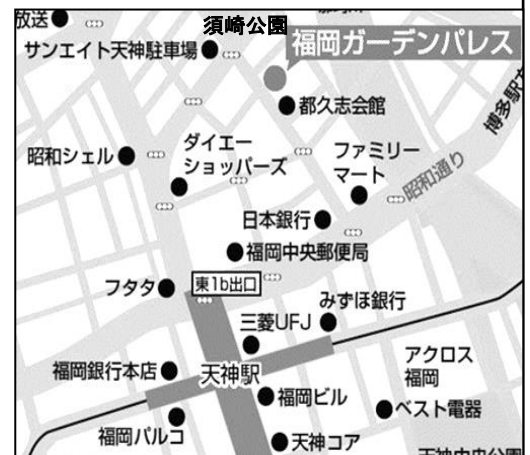 放送
須崎公園
サンエイト天神駐車場
福岡ガーデンパレス
都久志会館
博多駅
ダイエー
ショッパーズ
ファミリー
マート
昭和シェル
昭和通り
日本銀行
福岡中央郵便局
フタタ
東1b出口
みずほ銀行
三菱UFJ
アクロス
福岡
福岡銀行本店
天神駅
福岡ビル
ベスト電器
福岡パルコ
天神コア
天神中央公園